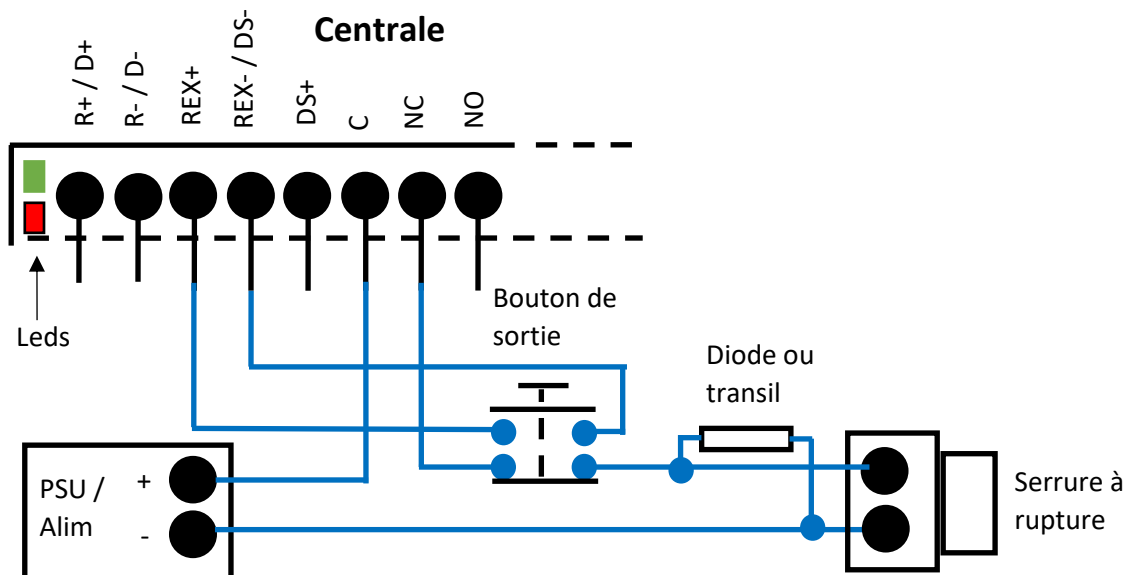 Centrale
R+ / D+
R- / D-
REX+
REX- / DS-
DS+
C
NC
NO
Leds
Bouton de
sortie
Diode ou
transil
PSU /
Alim
+
-
Serrure à
rupture